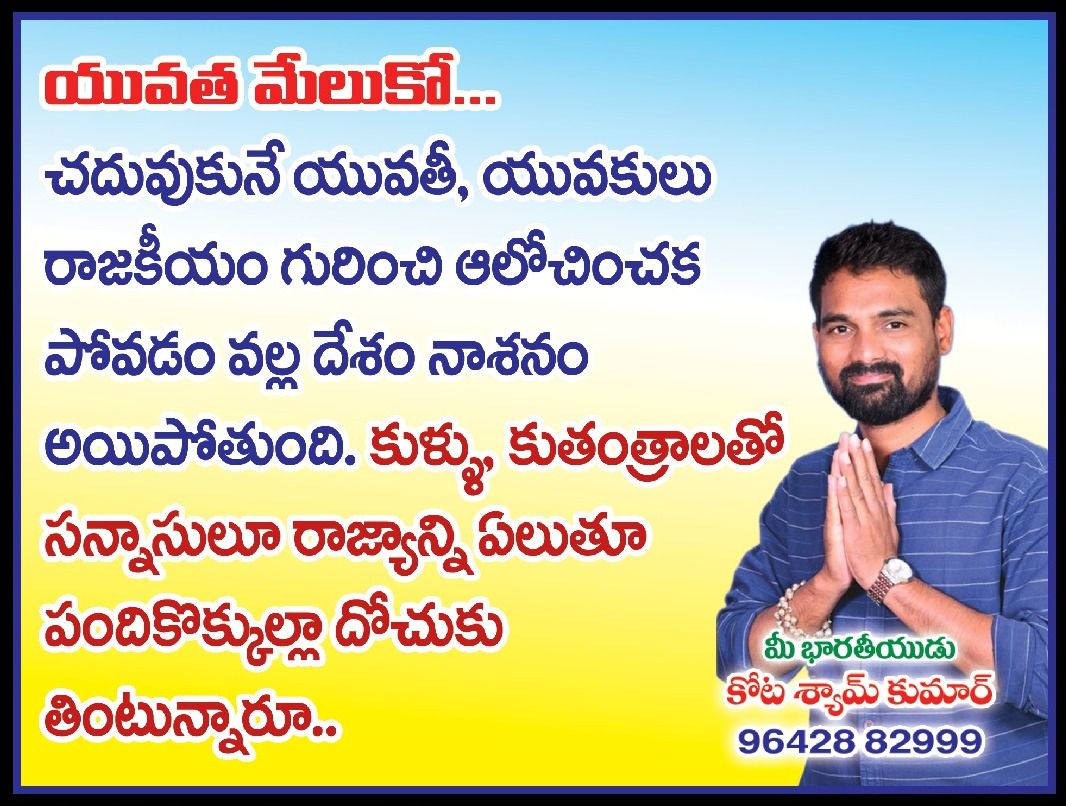 యువత మేలుకో...
చదువుకునే యువతీ, యువకులు
రాజకీయం గురించి ఆలోచించక
పోవడం వల్ల దేశం నాశనం
అయిపోతుంది. కుళ్ళు, కుతంత్రాలతో
సన్నాసులూ రాజ్యాన్ని ఏలుతూ
పందికొక్కుల్లా దోచుకు
తింటున్నారూ..
మీ భారతీయుడు
కోట శ్యామ్ కుమార్
96428 82999